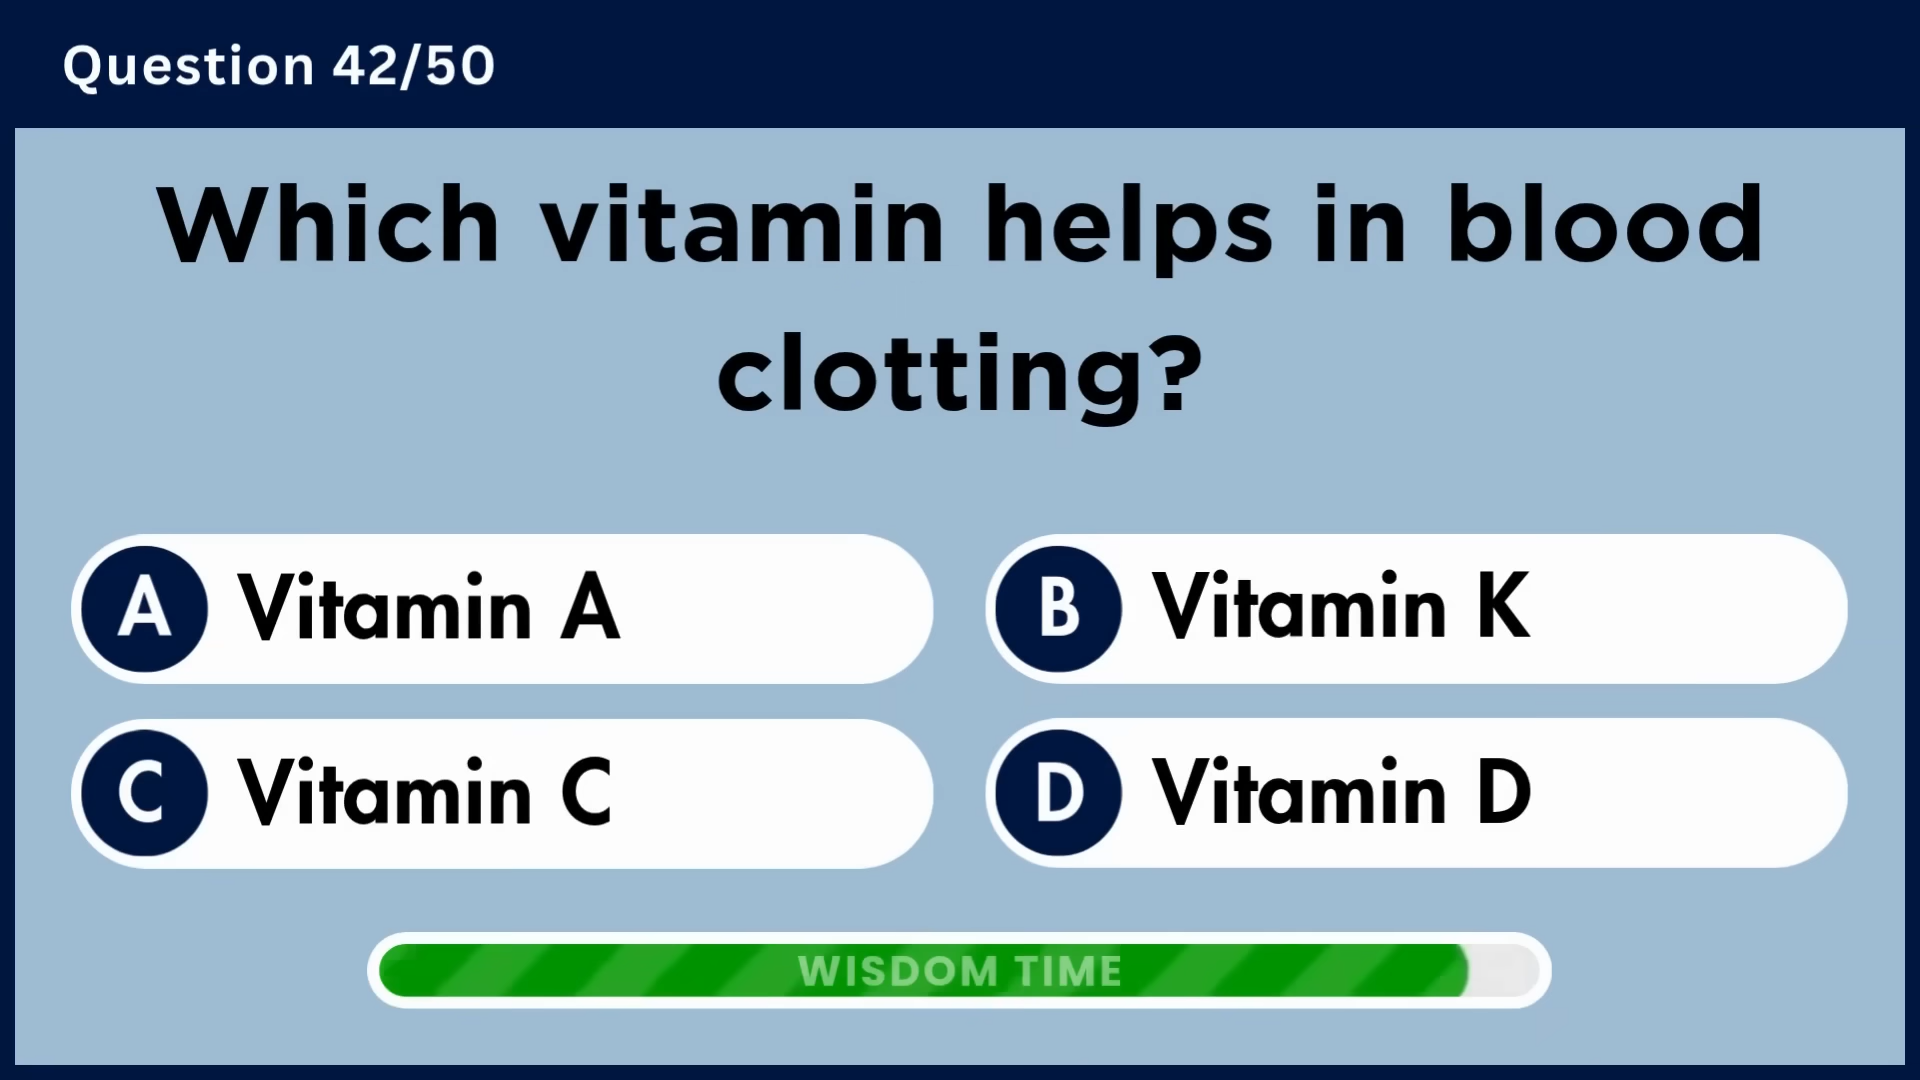 Question 42/50
Which vitamin helps in blood
clotting?
A Vitamin A
B Vitamin K
C Vitamin C
D Vitamin D
WISDOM TIME